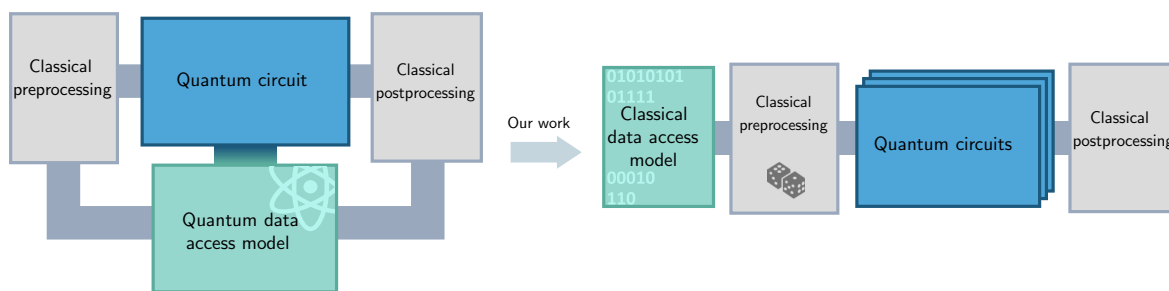 Classical
preprocessing
Quantum circuit
Classical
postprocessing
Quantum data
access model
Our work
01010101
01111
Classical
data access
model
00010
110
Classical
preprocessing
Quantum circuits
Classical
postprocessing